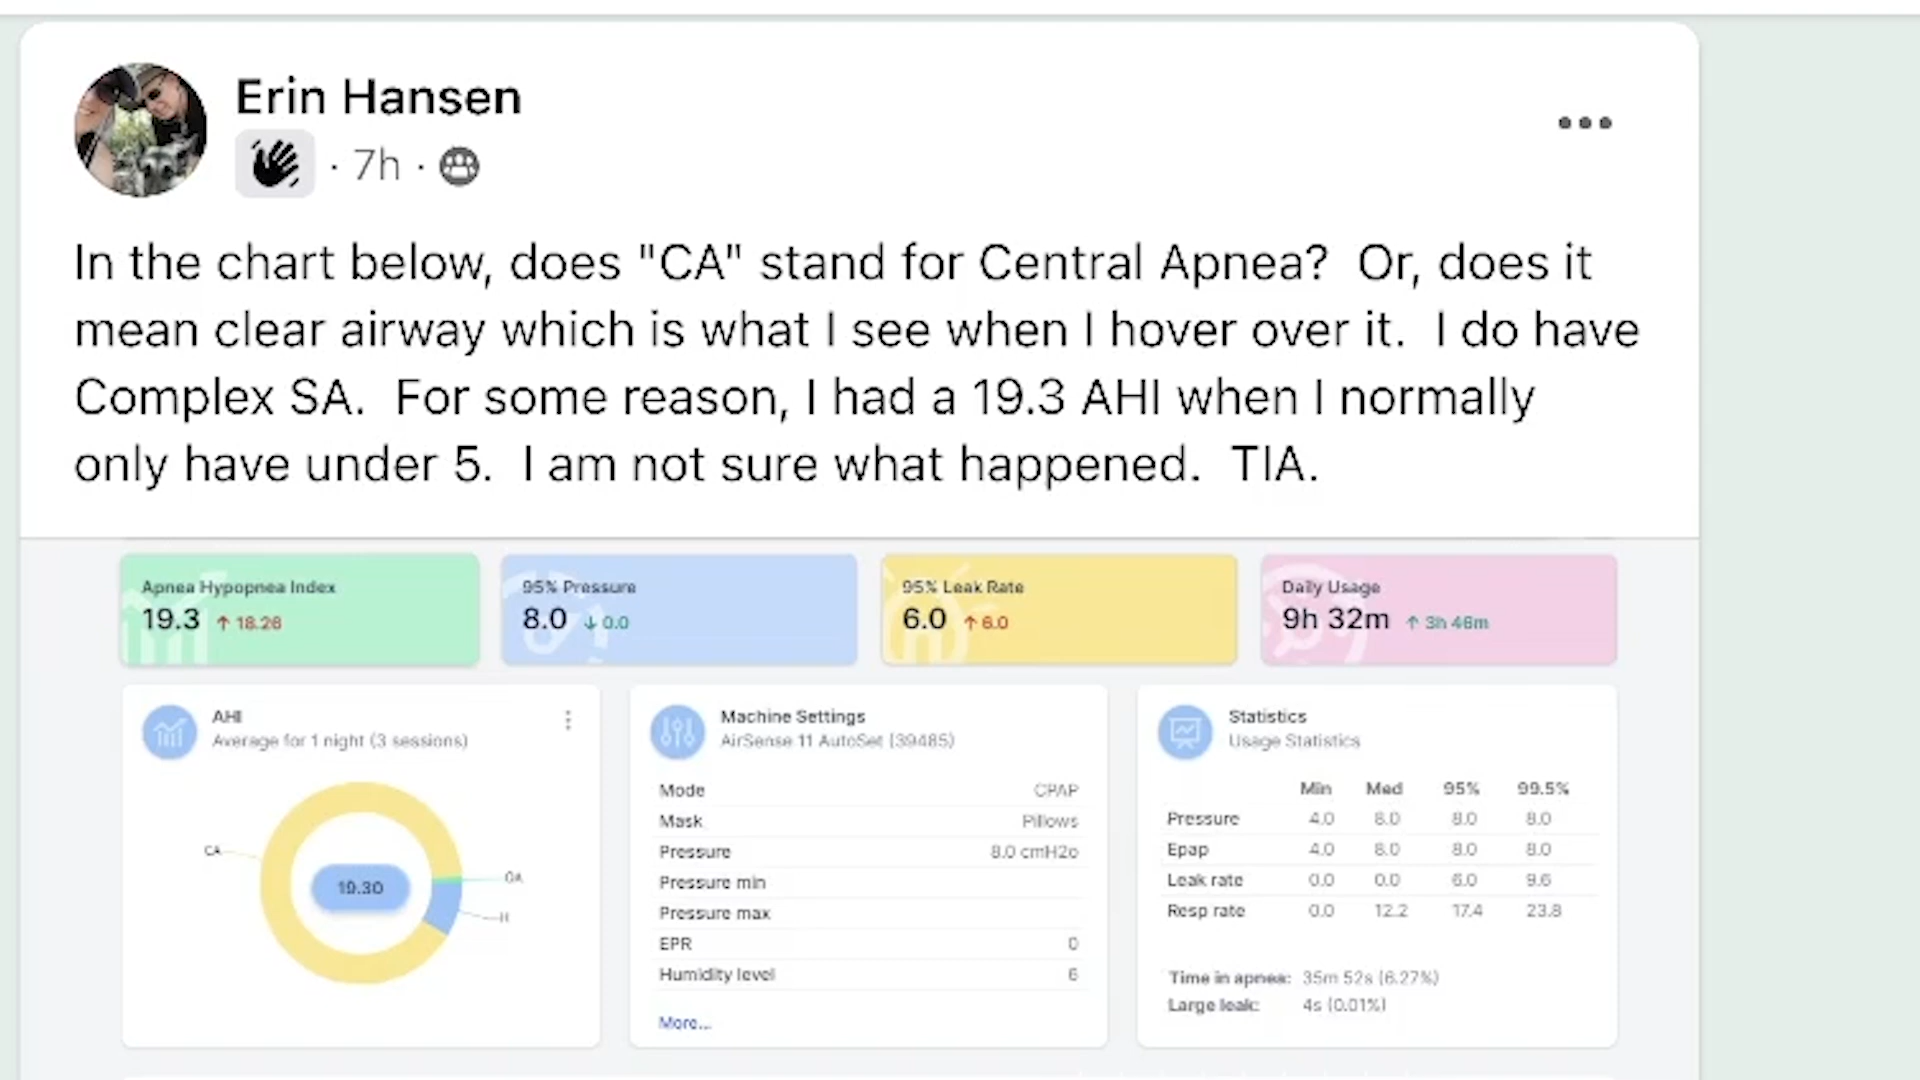 Erin Hansen
· 7h ·
In the chart below, does "CA" stand for Central Apnea? Or, does it
mean clear airway which is what I see when I hover over it. I do have
Complex SA. For some reason, I had a 19.3 AHI when I normally
only have under 5. I am not sure what happened. TIA.
Apnea Hypopnea Index
19.3 ↑ 18.26
95% Pressure
8.0 ↓ 0.0
95% Leak Rate
6.0 ↑ 6.0
Daily Usage
9h 32m ↑ 3h 46m
AHI
Average for 1 night (3 sessions)
CA
19.30
OA
H
Machine Settings
AirSense 11 AutoSet (39485)
Mode CPAP
Mask Pillows
Pressure 8.0 cmH2o
Pressure min
Pressure max
EPR 0
Humidity level 6
More...
Statistics
Usage Statistics
Min Med 95% 99.5%
Pressure 4.0 8.0 8.0 8.0
Epap 4.0 8.0 8.0 8.0
Leak rate 0.0 0.0 6.0 9.6
Resp rate 0.0 12.2 17.4 23.8
Time in apnea: 35m 52s (6.27%)
Large leak: 4s (0.01%)